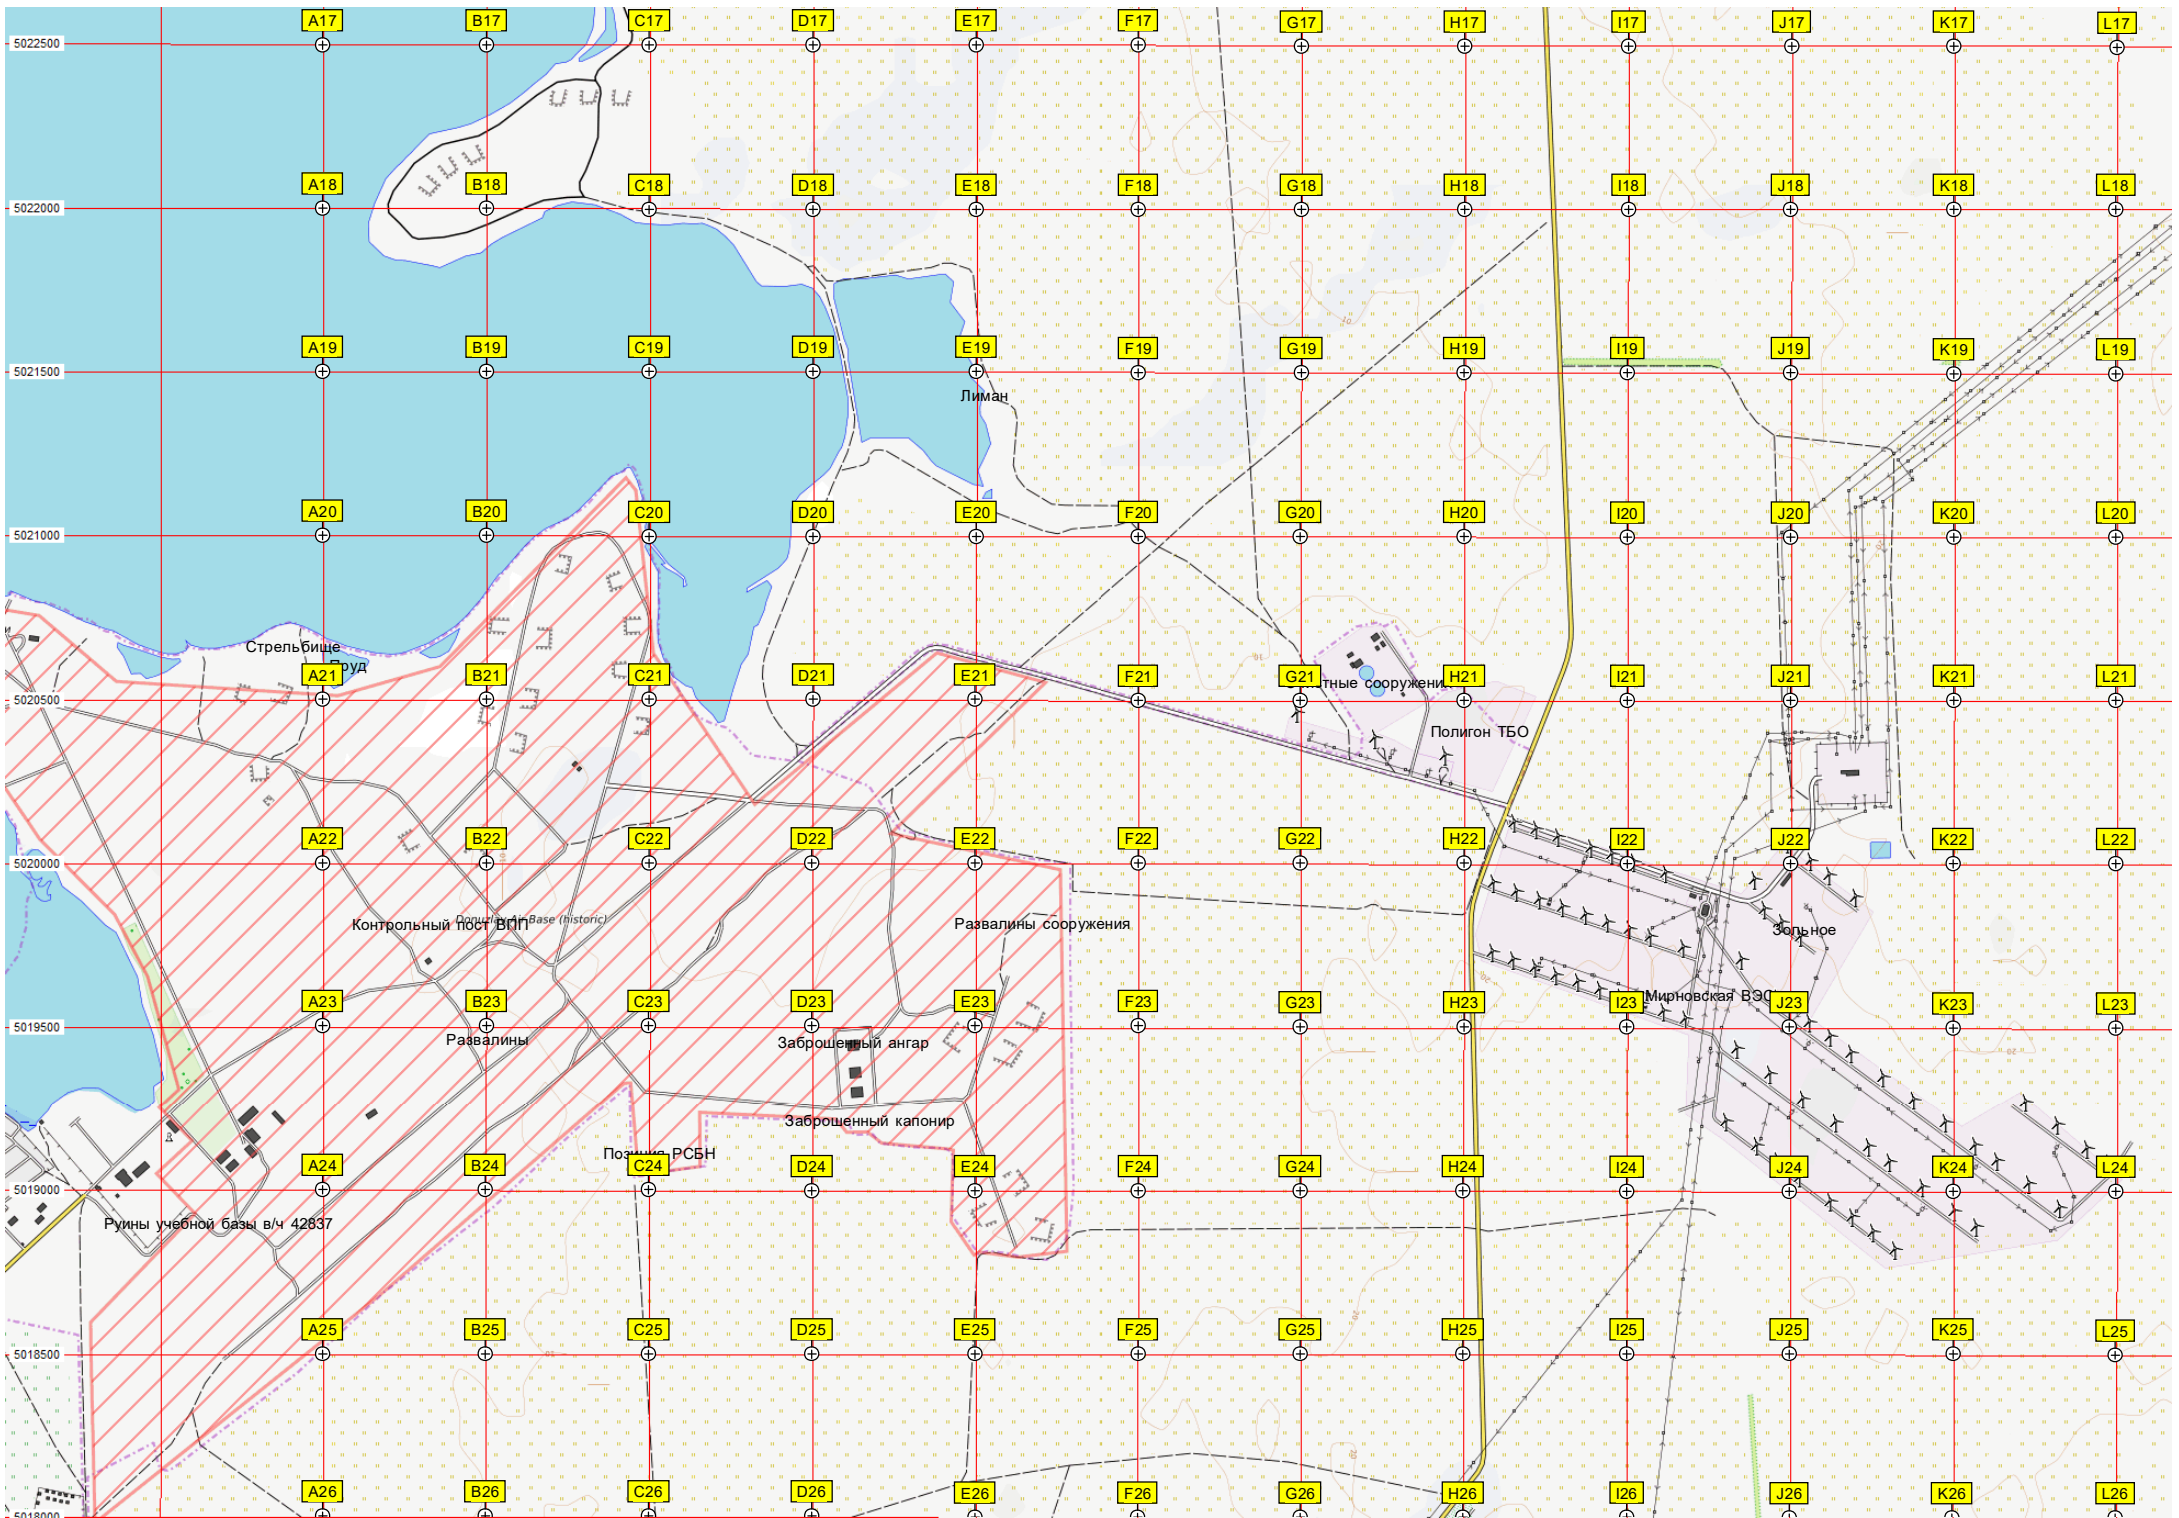 A17 B17 C17 D17 E17 F17 G17 H17 I17 J17 K17 L17
5022500
A18 B18 C18 D18 E18 F18 G18 H18 I18 J18 K18 L18
5022000
10
A19 B19 C19 D19 E19 F19 G19 H19 I19 J19 K19 L19
5021500
Лиман
A20 B20 C20 D20 E20 F20 G20 H20 I20 J20 K20 L20
5021000
Стрельбище
Пруд
A21 B21 C21 D21 E21 F21 G21 H21 I21 J21 K21 L21
5020500
Полигон ТБО
A22 B22 C22 D22 E22 F22 G22 H22 I22 J22 K22 L22
5020000
Donuzlav Air Base (historic)
Контрольный пост ВПП
Развалины сооружения
Зольное
20
Мирновская ВЭС
A23 B23 C23 D23 E23 F23 G23 H23 I23 J23 K23 L23
5019500
Развалины
Заброшенный ангар
20
Заброшенный капонир
Позиция РСБН
A24 B24 C24 D24 E24 F24 G24 H24 I24 J24 K24 L24
5019000
Руины учебной базы в/ч 42837
20
A25 B25 C25 D25 E25 F25 G25 H25 I25 J25 K25 L25
5018500
20
A26 B26 C26 D26 E26 F26 G26 H26 I26 J26 K26 L26
5018000